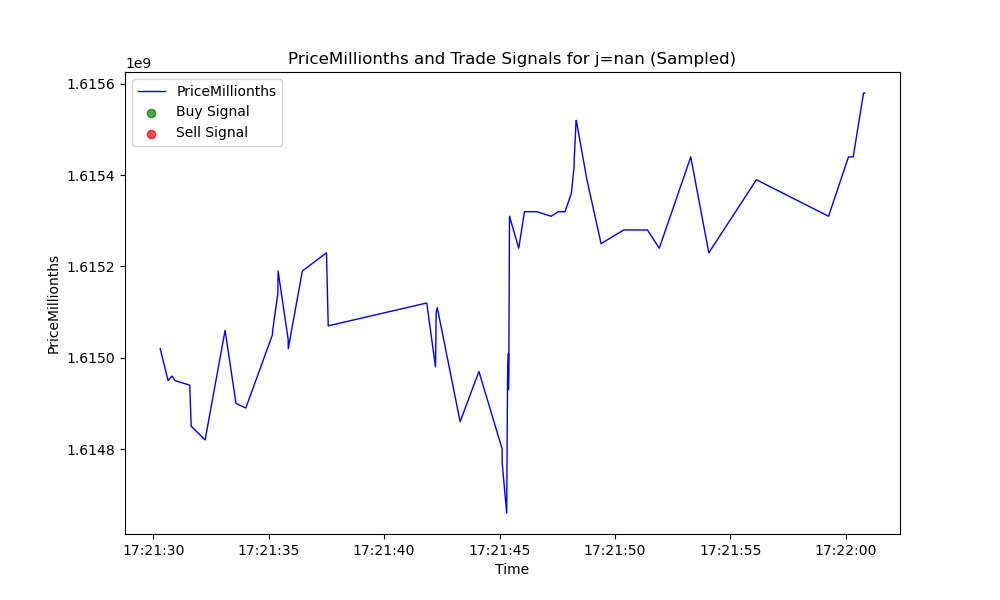 PriceMillionths and Trade Signals for j=nan (Sampled)
1e9
PriceMillionths
Buy Signal
Sell Signal
1.6156
1.6154
1.6152
1.6150
1.6148
PriceMillionths
17:21:30 17:21:35 17:21:40 17:21:45 17:21:50 17:21:55 17:22:00
Time